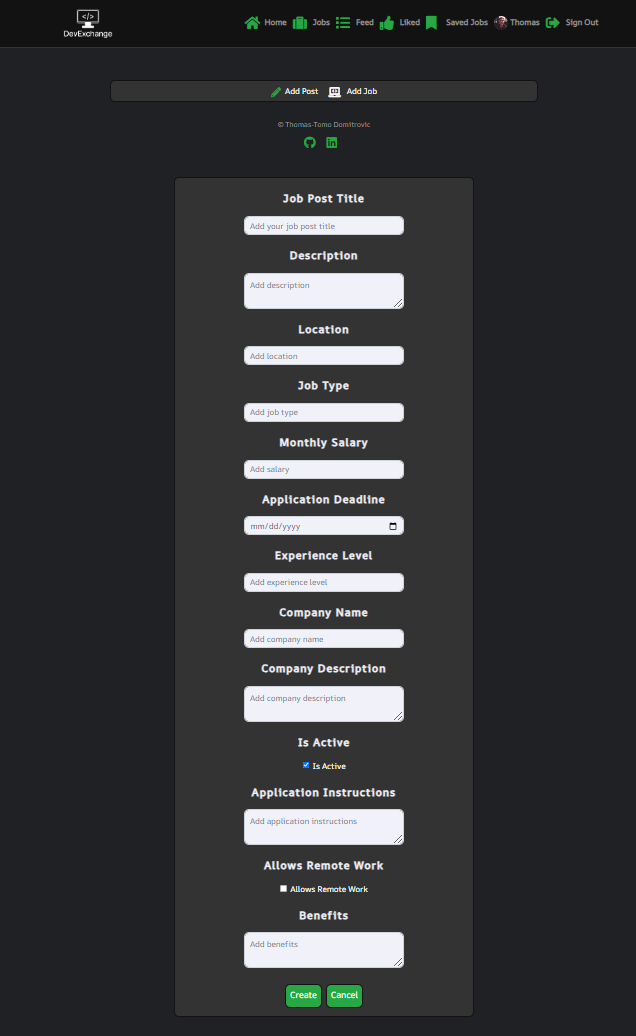 </>
DevExchange
Home Jobs Feed Liked Saved Jobs Thomas Sign Out
Add Post Add Job
© Thomas-Tomo Domitrovic
Job Post Title
Add your job post title
Description
Add description
Location
Add location
Job Type
Add job type
Monthly Salary
Add salary
Application Deadline
mm/dd/yyyy
Experience Level
Add experience level
Company Name
Add company name
Company Description
Add company description
Is Active
Is Active
Application Instructions
Add application instructions
Allows Remote Work
Allows Remote Work
Benefits
Add benefits
Create Cancel